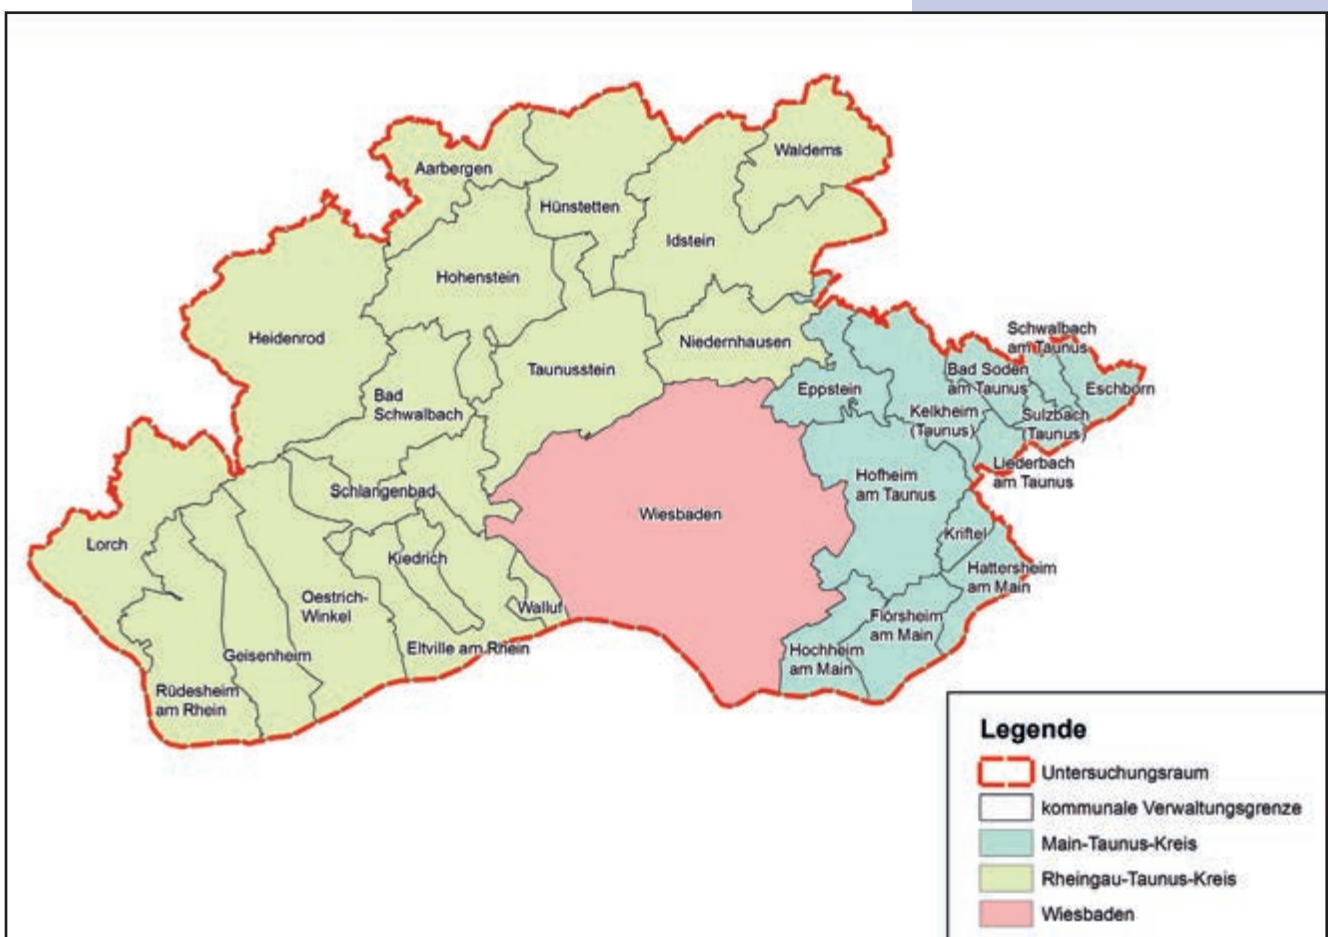 Waldems
Aarbergen
Hünstetten
Idstein
Hohenstein
Schwalbach
am Taunus
Heidenrod
Niedernhausen
Taunusstein
Bad Soden
am Taunus
Eschborn
Eppstein
Bad
Schwalbach
Kelkheim
(Taunus)
Sulzbach
(Taunus)
Liederbach
am Taunus
Hofheim
am Taunus
Schlangenbad
Wiesbaden
Kriftel
Lorch
Kiedrich
Hattersheim
am Main
Oestrich-
Winkel
Walluf
Flörsheim
am Main
Eltville am Rhein
Geisenheim
Hochheim
am Main
Rüdesheim
am Rhein
Legende
Untersuchungsraum
kommunale Verwaltungsgrenze
Main-Taunus-Kreis
Rheingau-Taunus-Kreis
Wiesbaden